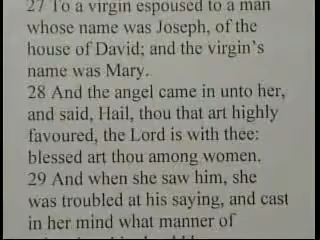 27 To a virgin espoused to a man
whose name was Joseph, of the
house of David; and the virgin's
name was Mary.
28 And the angel came in unto her,
and said, Hail, thou that art highly
favoured, the Lord is with thee:
blessed art thou among women.
29 And when she saw him, she
was troubled at his saying, and cast
in her mind what manner of